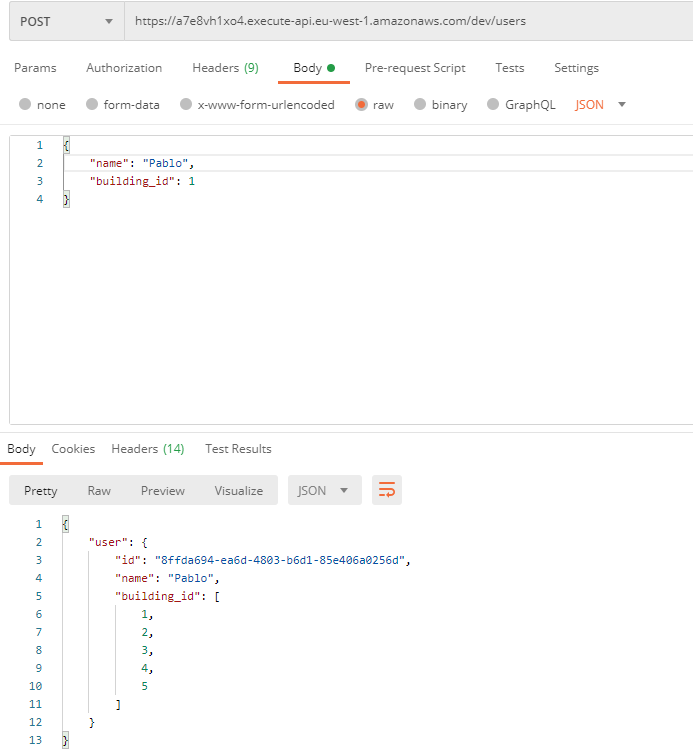 POST https://a7e8vh1xo4.execute-api.eu-west-1.amazonaws.com/dev/users
Params Authorization Headers (9) Body Pre-request Script Tests Settings
none form-data x-www-form-urlencoded raw binary GraphQL JSON
1 {
2 "name": "Pablo",
3 "building_id": 1
4 }
Body Cookies Headers (14) Test Results
Pretty Raw Preview Visualize JSON
1 {
2 "user": {
3 "id": "8ffda694-ea6d-4803-b6d1-85e406a0256d",
4 "name": "Pablo",
5 "building_id": [
6 1,
7 2,
8 3,
9 4,
10 5
11 ]
12 }
13 }